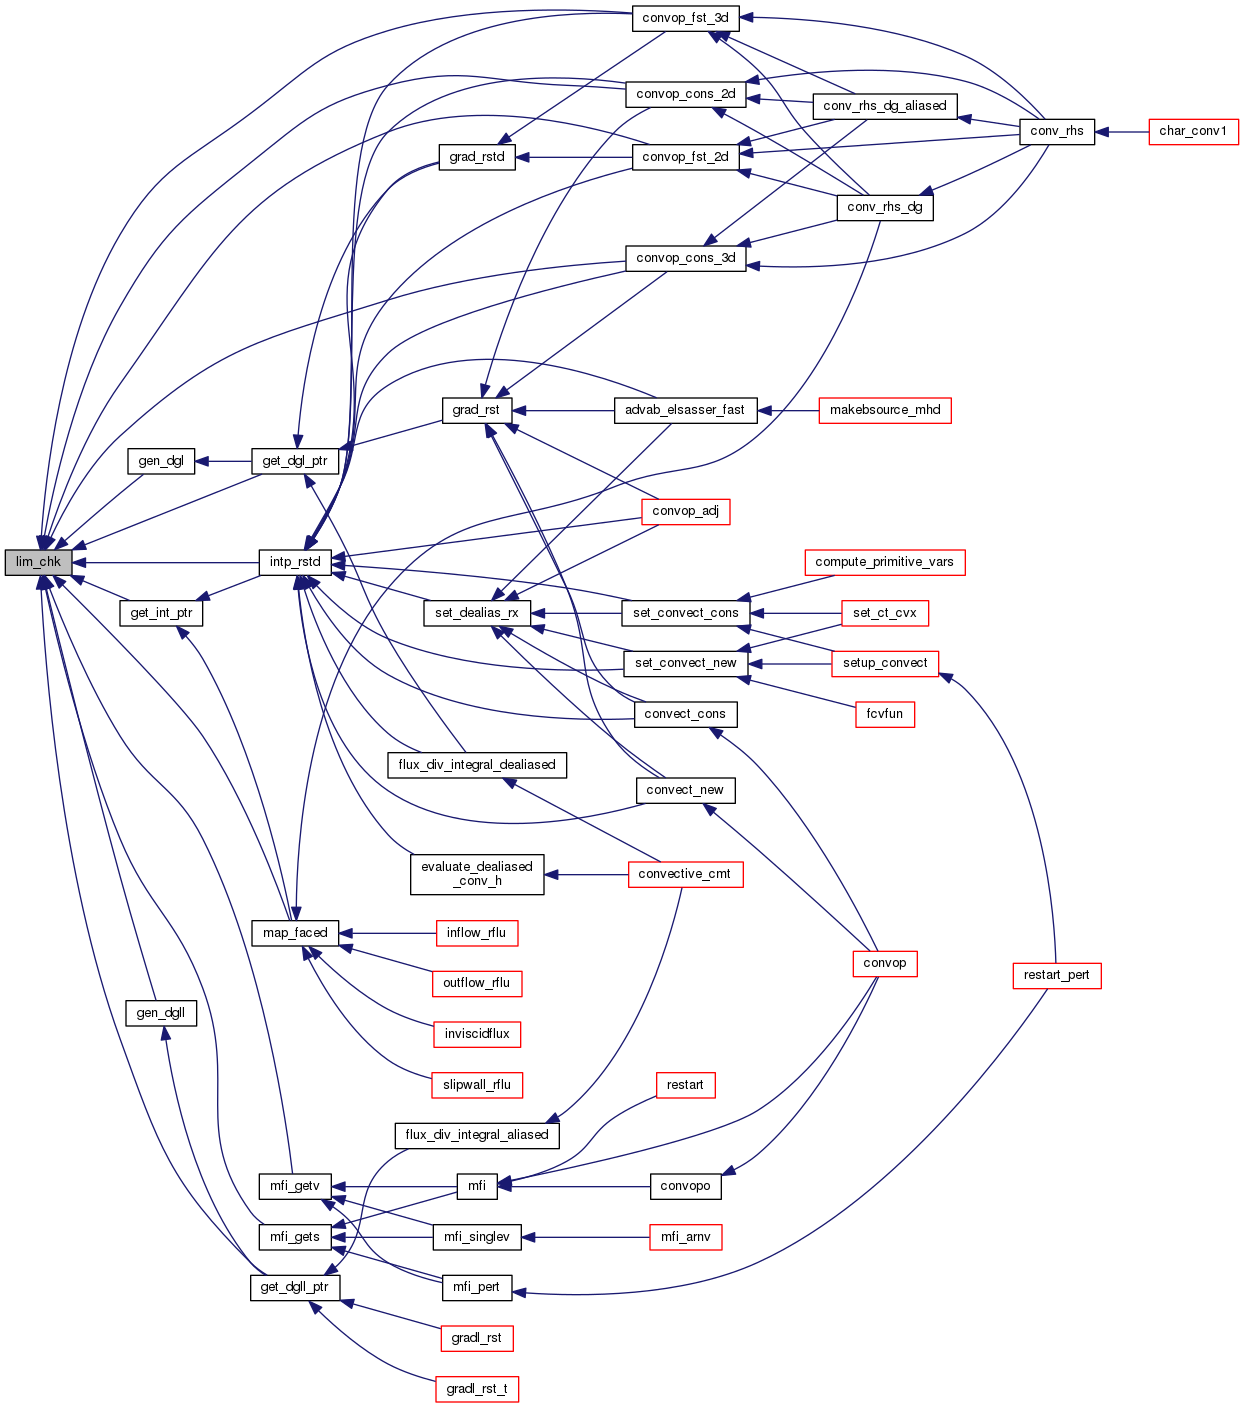 convop_fst_3d
convop_cons_2d
conv_rhs_dg_aliased
conv_rhs
char_conv1
grad_rstd
convop_fst_2d
conv_rhs_dg
convop_cons_3d
grad_rst
advab_elsasser_fast
makebsource_mhd
gen_dgl
get_dgl_ptr
convop_adj
lim_chk
intp_rstd
compute_primitive_vars
get_int_ptr
set_dealias_rx
set_convect_cons
set_ct_cvx
set_convect_new
setup_convect
convect_cons
fcvfun
flux_div_integral_dealiased
convect_new
evaluate_dealiased
_conv_h
convective_cmt
map_faced
inflow_rflu
convop
outflow_rflu
restart_pert
gen_dgll
inviscidflux
slipwall_rflu
restart
flux_div_integral_aliased
mfi_getv
mfi
convopo
mfi_gets
mfi_singlev
mfi_arnv
get_dgll_ptr
mfi_pert
gradl_rst
gradl_rst_t